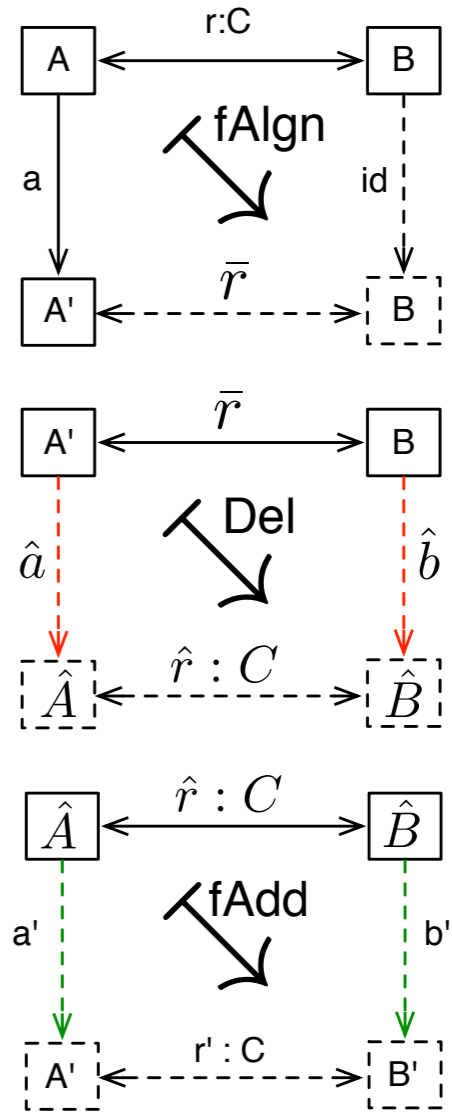 r:C
A B
fAlgn
a id
r̅
A' B
r̅
A' B
Del
â b̂
r̂ : C
Â B̂
r̂ : C
Â B̂
fAdd
a' b'
r' : C
A' B'